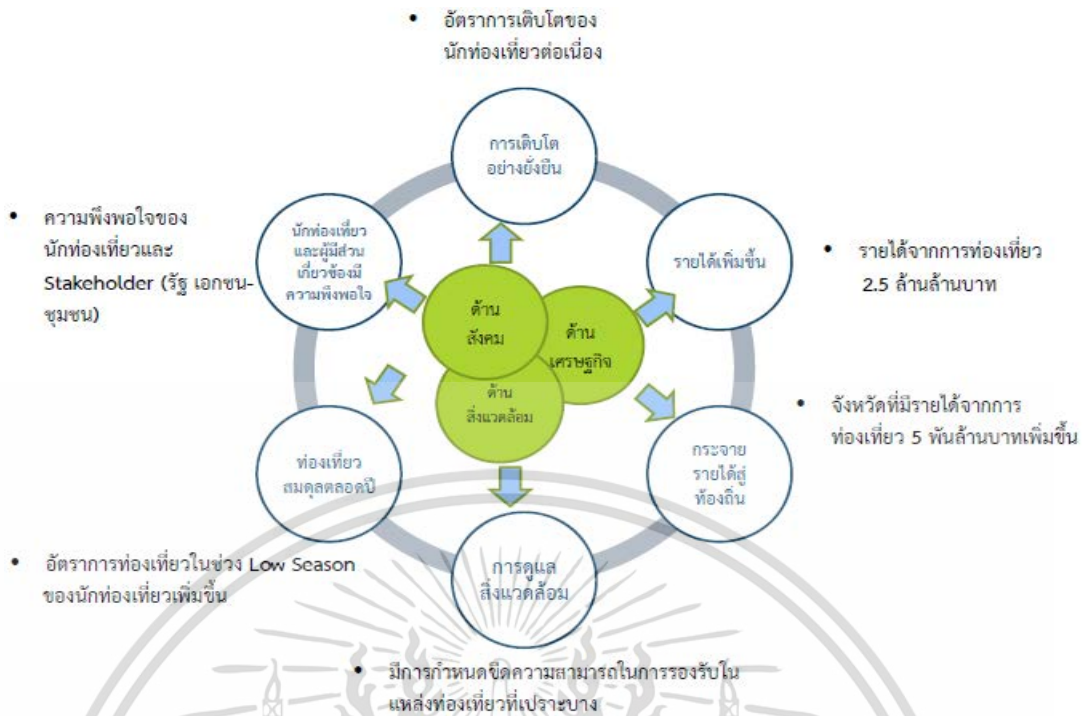 • อัตราการเติบโตของ
นักท่องเที่ยวต่อเนื่อง
การเติบโต
อย่างยั่งยืน
• ความพึงพอใจของ
นักท่องเที่ยวและ
Stakeholder (รัฐ เอกชน-
ชุมชน)
นักท่องเที่ยว
และผู้มีส่วน
เกี่ยวข้องมี
ความพึงพอใจ
รายได้เพิ่มขึ้น
• รายได้จากการท่องเที่ยว
2.5 ล้านล้านบาท
ด้าน
สังคม
ด้าน
เศรษฐกิจ
ด้าน
สิ่งแวดล้อม
• จังหวัดที่มีรายได้จากการ
ท่องเที่ยว 5 พันล้านบาทเพิ่มขึ้น
กระจาย
รายได้สู่
ท้องถิ่น
ท่องเที่ยว
สมดุลตลอดปี
การดูแล
สิ่งแวดล้อม
• อัตราการท่องเที่ยวในช่วง Low Season
ของนักท่องเที่ยวเพิ่มขึ้น
• มีการกำหนดขีดความสามารถในการรองรับใน
แหล่งท่องเที่ยวที่เปราะบาง